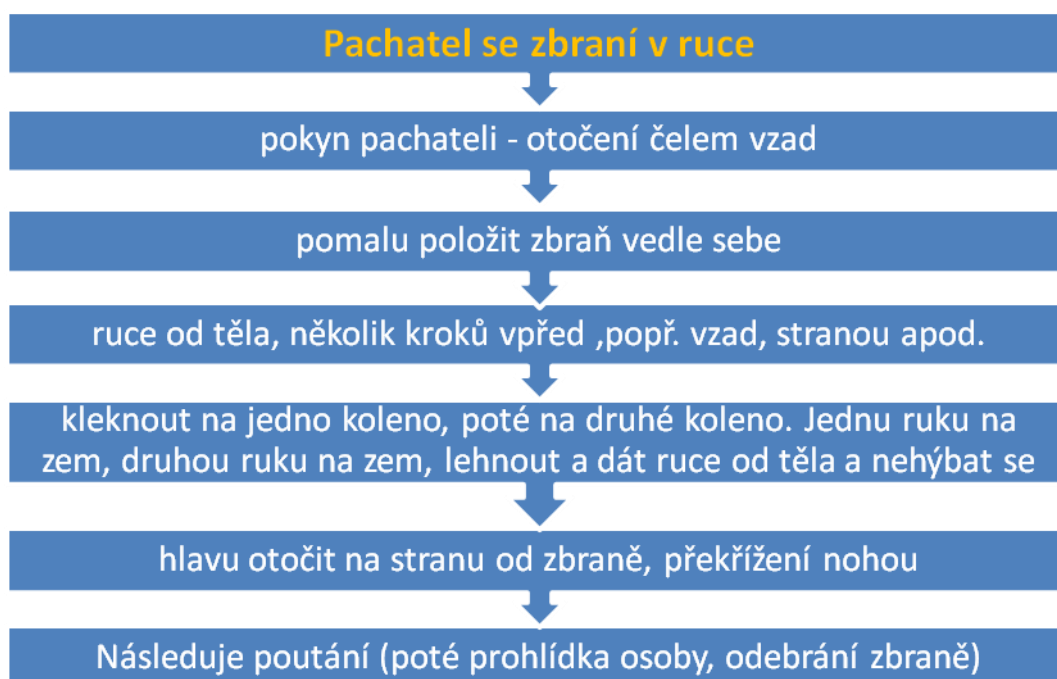 Pachatel se zbraní v ruce
pokyn pachateli - otočení čelem vzad
pomalu položit zbraň vedle sebe
ruce od těla, několik kroků vpřed ,popř. vzad, stranou apod.
kleknout na jedno koleno, poté na druhé koleno. Jednu ruku na
zem, druhou ruku na zem, lehnout a dát ruce od těla a nehýbat se
hlavu otočit na stranu od zbraně, překřížení nohou
Následuje poutání (poté prohlídka osoby, odebrání zbraně)